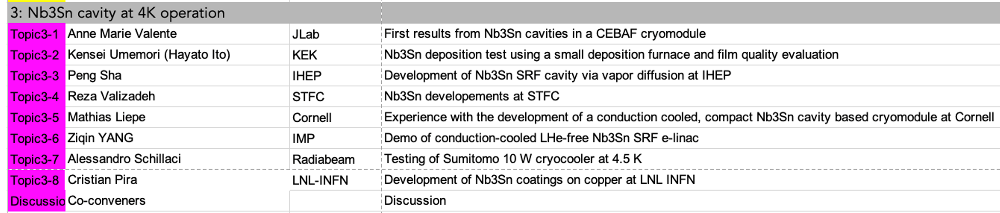 3: Nb3Sn cavity at 4K operation
Topic3-1 Anne Marie Valente JLab First results from Nb3Sn cavities in a CEBAF cryomodule
Topic3-2 Kensei Umemori (Hayato Ito) KEK Nb3Sn deposition test using a small deposition furnace and film quality evaluation
Topic3-3 Peng Sha IHEP Development of Nb3Sn SRF cavity via vapor diffusion at IHEP
Topic3-4 Reza Valizadeh STFC Nb3Sn developements at STFC
Topic3-5 Mathias Liepe Cornell Experience with the development of a conduction cooled, compact Nb3Sn cavity based cryomodule at Cornell
Topic3-6 Ziqin YANG IMP Demo of conduction-cooled LHe-free Nb3Sn SRF e-linac
Topic3-7 Alessandro Schillaci Radiabeam Testing of Sumitomo 10 W cryocooler at 4.5 K
Topic3-8 Cristian Pira LNL-INFN Development of Nb3Sn coatings on copper at LNL INFN
Discussio Co-conveners Discussion